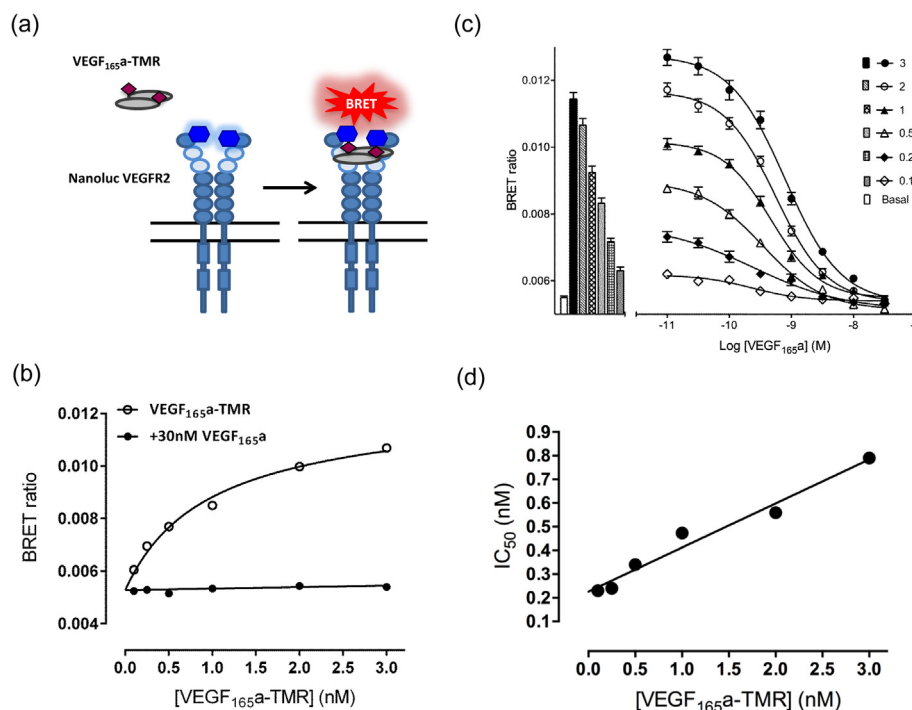 (a)
VEGF165a-TMR
BRET
Nanoluc VEGFR2
(c)
BRET ratio
0.012
0.010
0.008
0.006
-11
-10
-9
-8
Log [VEGF165a] (M)
3
2
1
0.5
0.2
0.1
Basal
(b)
BRET ratio
0.012
0.010
0.008
0.006
0.004
VEGF165a-TMR
+30nM VEGF165a
0.0 0.5 1.0 1.5 2.0 2.5 3.0
[VEGF165a-TMR] (nM)
(d)
IC50 (nM)
0.9
0.8
0.7
0.6
0.5
0.4
0.3
0.2
0.1
0.0 0.5 1.0 1.5 2.0 2.5 3.0
[VEGF165a-TMR] (nM)